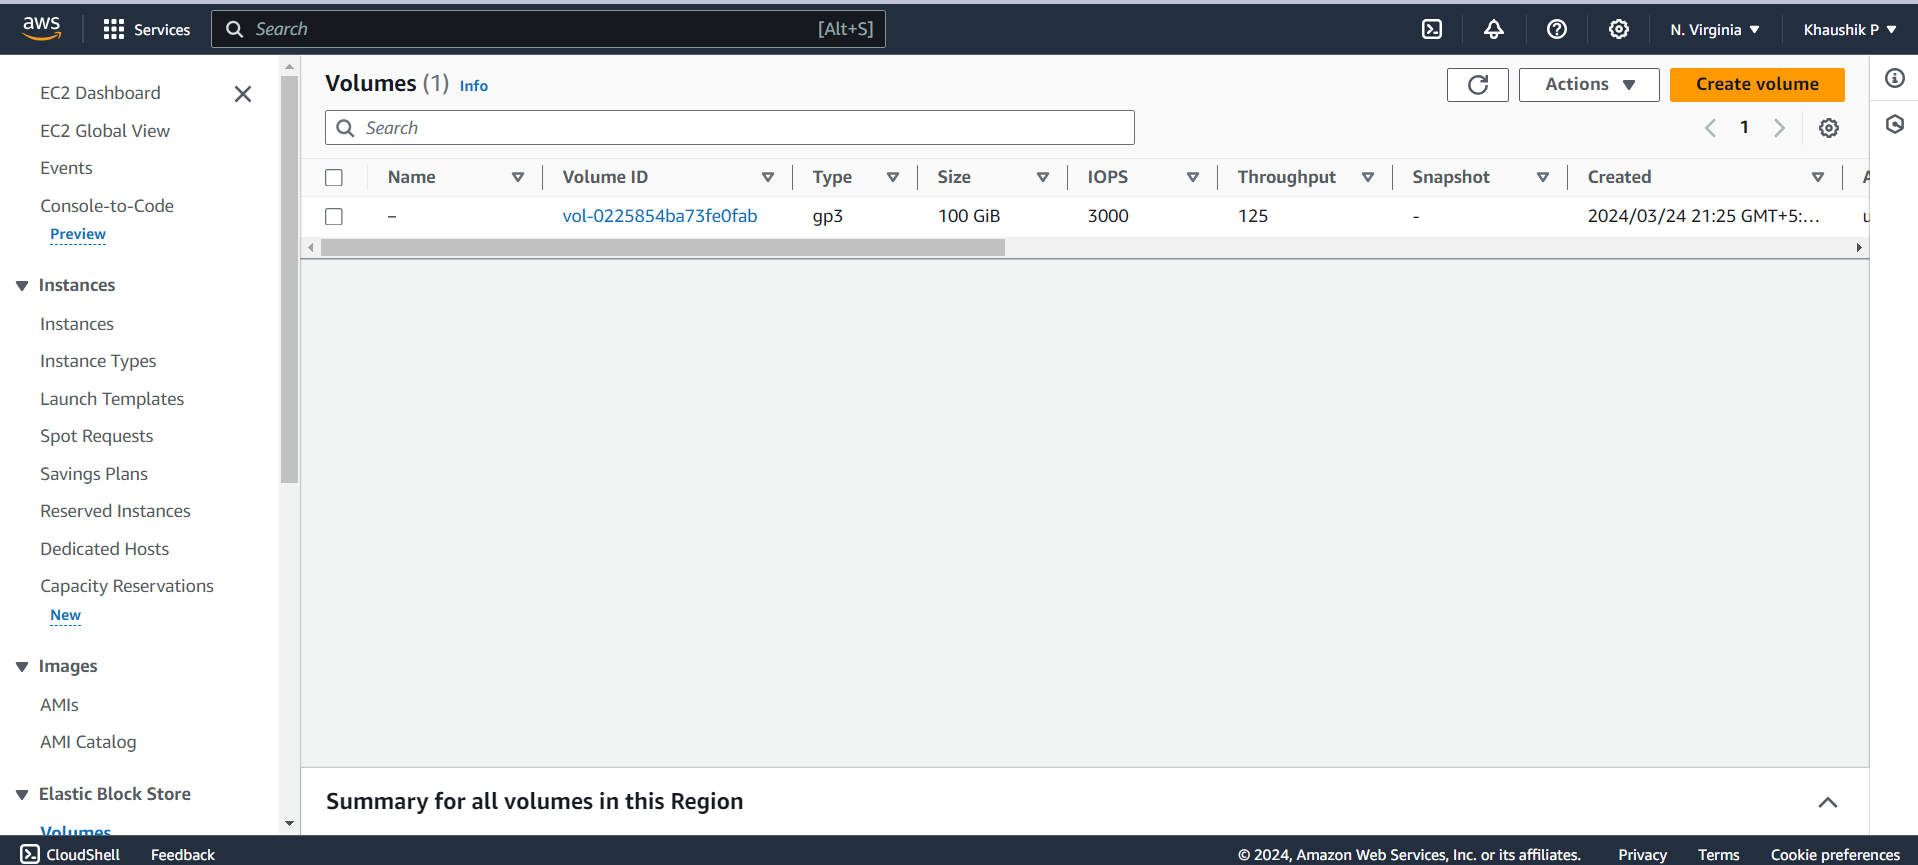 aws Services Search [Alt+S] N. Virginia Khaushik P
EC2 Dashboard
EC2 Global View
Events
Console-to-Code
Preview
Instances
Instances
Instance Types
Launch Templates
Spot Requests
Savings Plans
Reserved Instances
Dedicated Hosts
Capacity Reservations
New
Images
AMIs
AMI Catalog
Elastic Block Store
Volumes
Volumes (1) Info Actions Create volume
Search 1
Name Volume ID Type Size IOPS Throughput Snapshot Created
– vol-0225854ba73fe0fab gp3 100 GiB 3000 125 - 2024/03/24 21:25 GMT+5:...
Summary for all volumes in this Region
CloudShell Feedback © 2024, Amazon Web Services, Inc. or its affiliates. Privacy Terms Cookie preferences